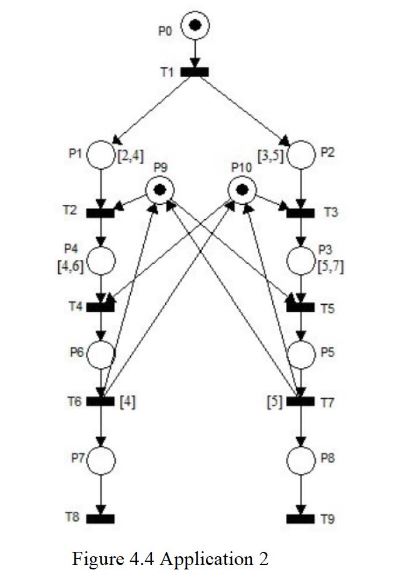 P0
T1
P1 [2,4] [3,5] P2
P9 P10
T2 T3
P4 P3
[4,6] [5,7]
T4 T5
P6 P5
T6 [4] [5] T7
P7 P8
T8 T9
Figure 4.4 Application 2